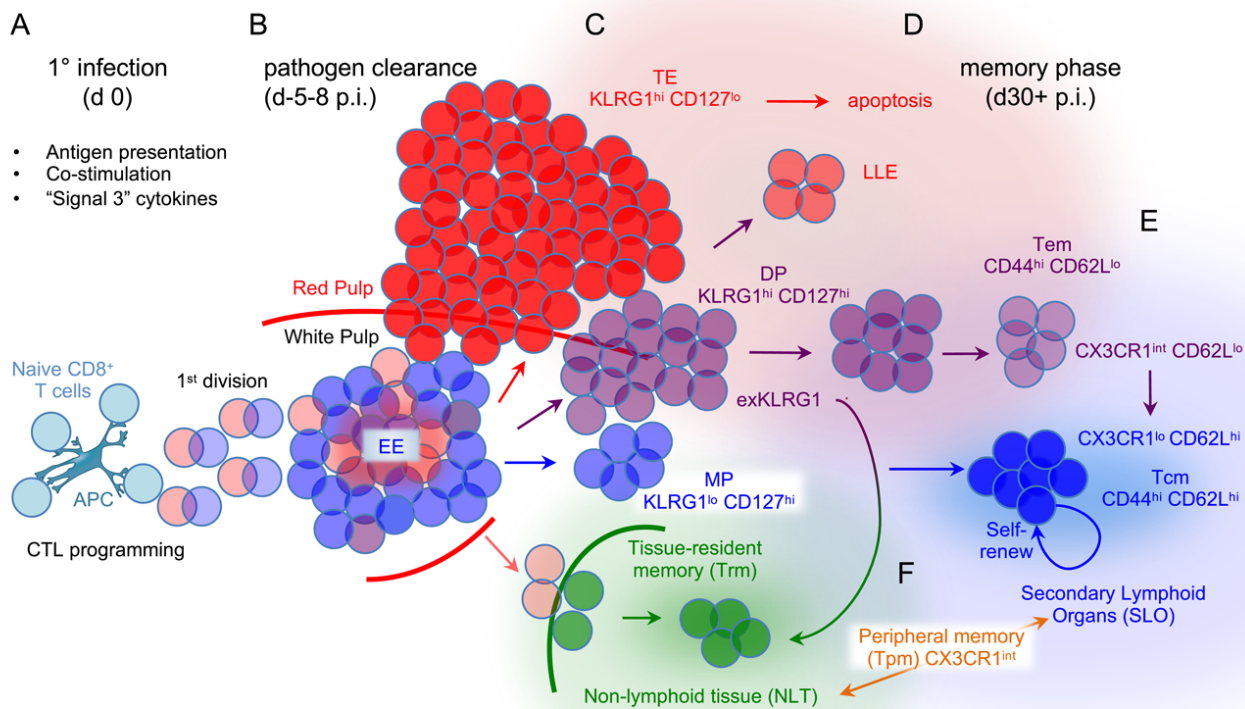 A
1° infection
(d 0)
• Antigen presentation
• Co-stimulation
• “Signal 3” cytokines
Naive CD8⁺
T cells
APC
CTL programming
1ˢᵗ division
B
pathogen clearance
(d-5-8 p.i.)
Red Pulp
White Pulp
EE
C
TE
KLRG1ʰⁱ CD127ˡᵒ
apoptosis
LLE
DP
KLRG1ʰⁱ CD127ʰⁱ
exKLRG1
MP
KLRG1ˡᵒ CD127ʰⁱ
Tissue-resident
memory (Trm)
Non-lymphoid tissue (NLT)
D
memory phase
(d30+ p.i.)
Tem
CD44ʰⁱ CD62Lˡᵒ
E
CX3CR1ⁱⁿᵗ CD62Lˡᵒ
CX3CR1ˡᵒ CD62Lʰⁱ
Tcm
CD44ʰⁱ CD62Lʰⁱ
Self-
renew
Secondary Lymphoid
Organs (SLO)
F
Peripheral memory
(Tpm) CX3CR1ⁱⁿᵗ